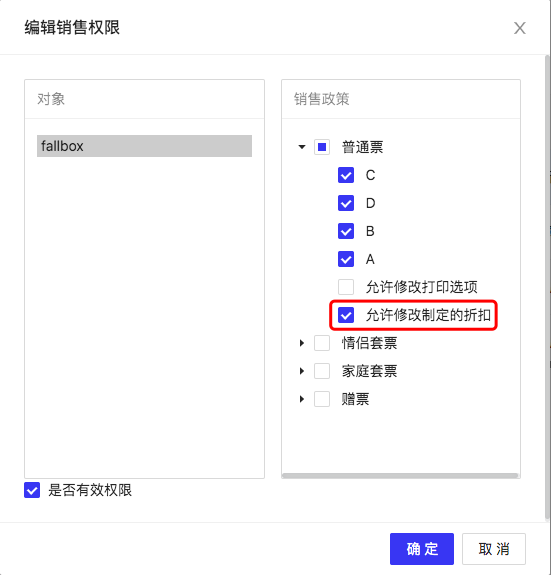 编辑销售权限
对象
fallbox
销售政策
普通票
C
D
B
A
允许修改打印选项
允许修改制定的折扣
情侣套票
家庭套票
赠票
是否有效权限
确 定
取 消